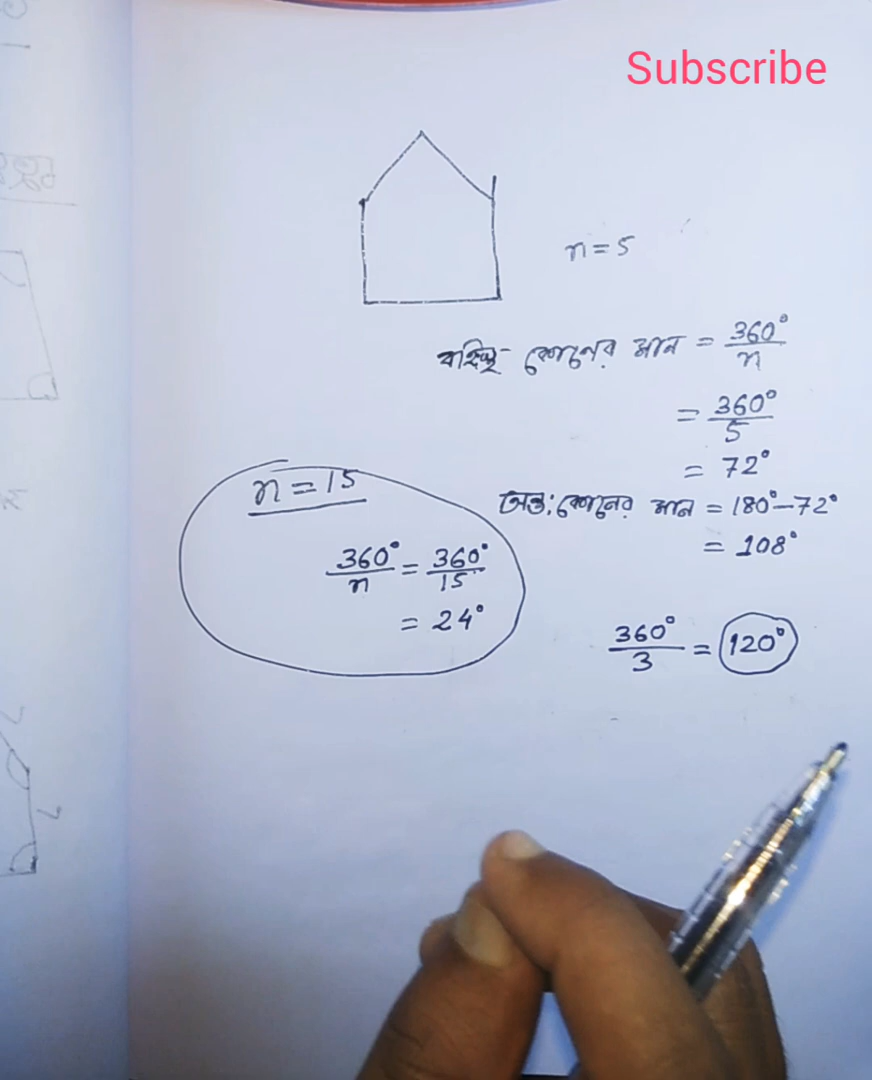 Subscribe
n = 5
বহিঃস্থ কোনের মান = 360°/n
= 360°/5
= 72°
অন্ত:কোনের মান = 180° – 72°
= 108°
n = 15
360°/n = 360°/15
= 24°
360°/3 = 120°